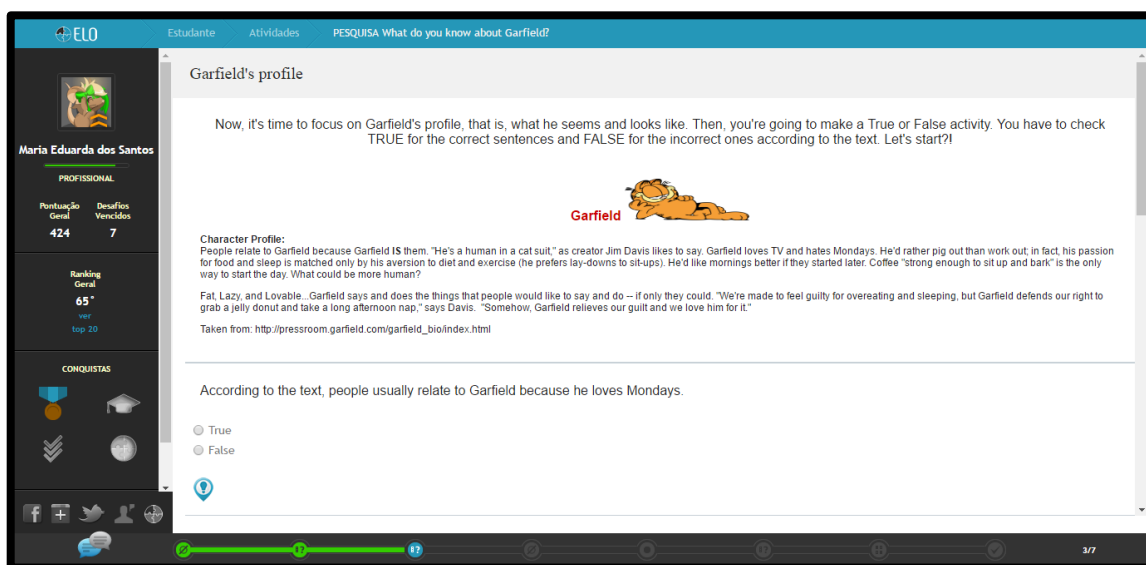 ELO
Estudante
Atividades
PESQUISA What do you know about Garfield?
Maria Eduarda dos Santos
PROFISSIONAL
Pontuação Geral
Desafios Vencidos
424
7
Ranking
Geral
65°
ver
top 20
CONQUISTAS
Garfield's profile
Now, it's time to focus on Garfield's profile, that is, what he seems and looks like. Then, you're going to make a True or False activity. You have to check
TRUE for the correct sentences and FALSE for the incorrect ones according to the text. Let's start?!
Garfield
Character Profile:
People relate to Garfield because Garfield IS them. "He's a human in a cat suit," as creator Jim Davis likes to say. Garfield loves TV and hates Mondays. He'd rather pig out than work out; in fact, his passion
for food and sleep is matched only by his aversion to diet and exercise (he prefers lay-downs to sit-ups). He'd like mornings better if they started later. Coffee "strong enough to sit up and bark" is the only
way to start the day. What could be more human?
Fat, Lazy, and Lovable...Garfield says and does the things that people would like to say and do -- if only they could. "We're made to feel guilty for overeating and sleeping, but Garfield defends our right to
grab a jelly donut and take a long afternoon nap," says Davis. "Somehow, Garfield relieves our guilt and we love him for it."
Taken from: http://pressroom.garfield.com/garfield_bio/index.html
According to the text, people usually relate to Garfield because he loves Mondays.
True
False
3/7